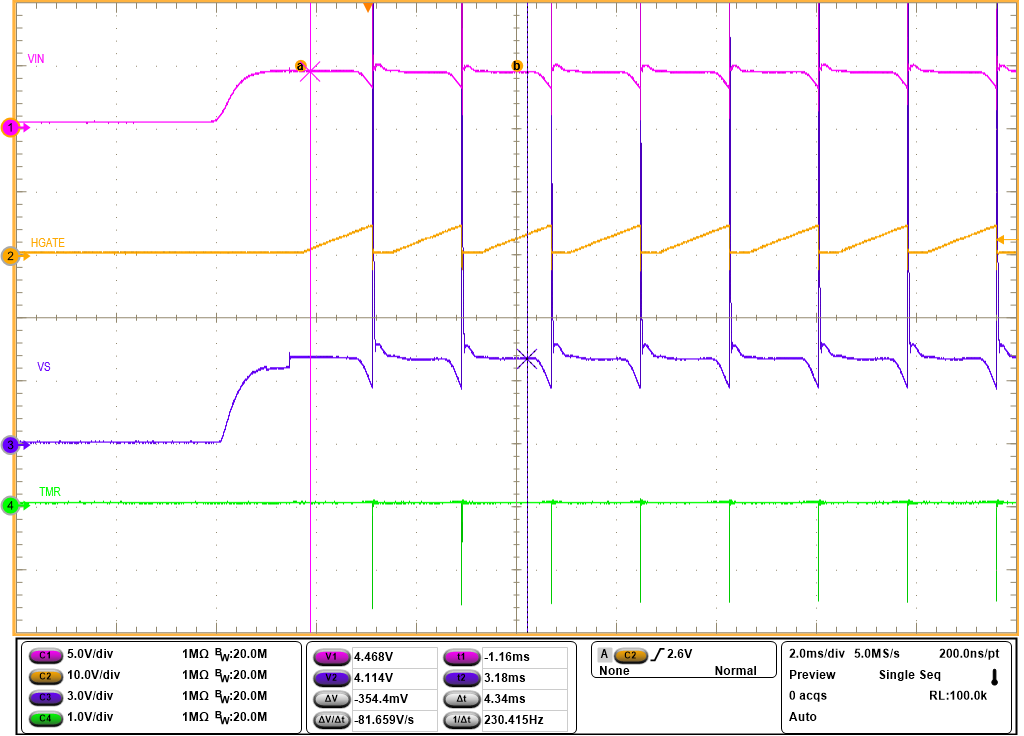 VIN
a
b
1
HGATE
2
VS
3
TMR
4
C1 5.0V/div 1MΩ BW:20.0M
C2 10.0V/div 1MΩ BW:20.0M
C3 3.0V/div 1MΩ BW:20.0M
C4 1.0V/div 1MΩ BW:20.0M
V1 4.468V t1 -1.16ms
V2 4.114V t2 3.18ms
ΔV -354.4mV Δt 4.34ms
ΔV/Δt -81.659V/s 1/Δt 230.415Hz
A C2 2.6V
None Normal
2.0ms/div 5.0MS/s 200.0ns/pt
Preview Single Seq
0 acqs RL:100.0k
Auto